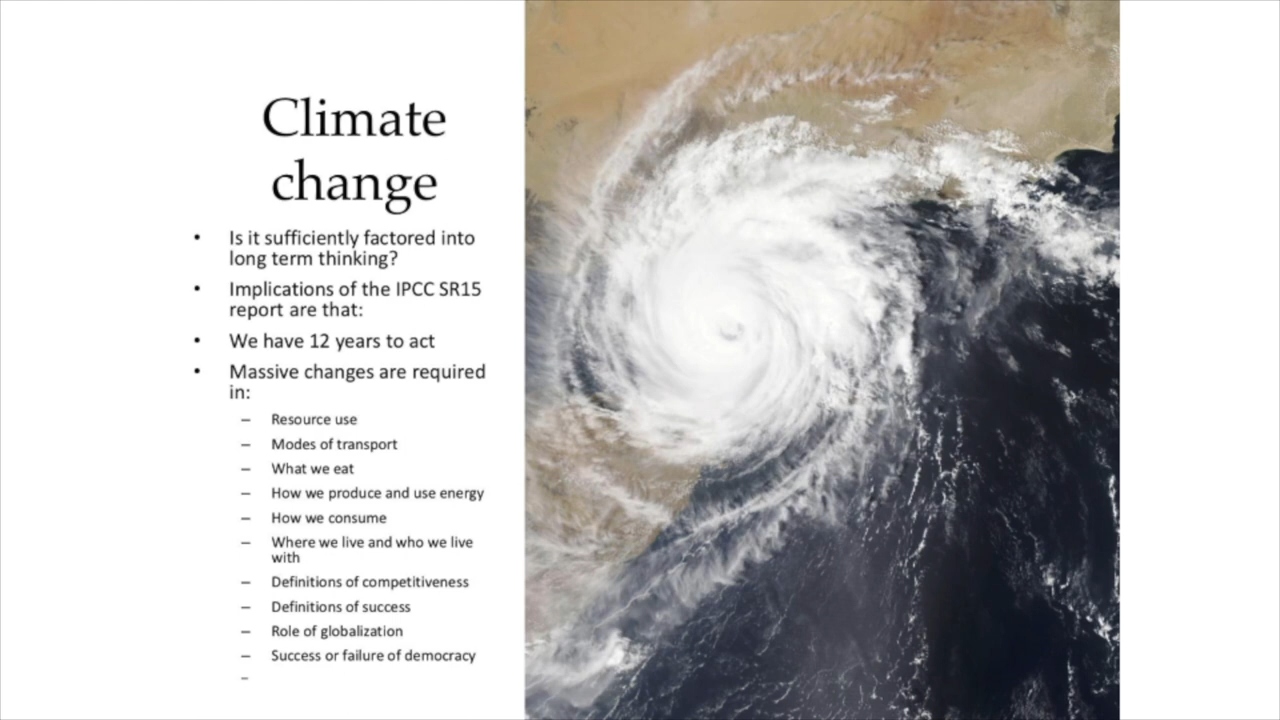 Climate
change
• Is it sufficiently factored into
long term thinking?
• Implications of the IPCC SR15
report are that:
• We have 12 years to act
• Massive changes are required
in:
– Resource use
– Modes of transport
– What we eat
– How we produce and use energy
– How we consume
– Where we live and who we live
with
– Definitions of competitiveness
– Definitions of success
– Role of globalization
– Success or failure of democracy
–